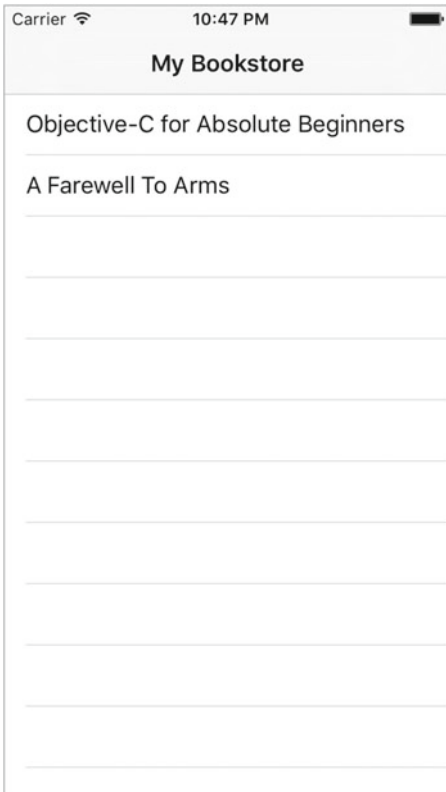 Carrier 10:47 PM
My Bookstore
Objective-C for Absolute Beginners
A Farewell To Arms